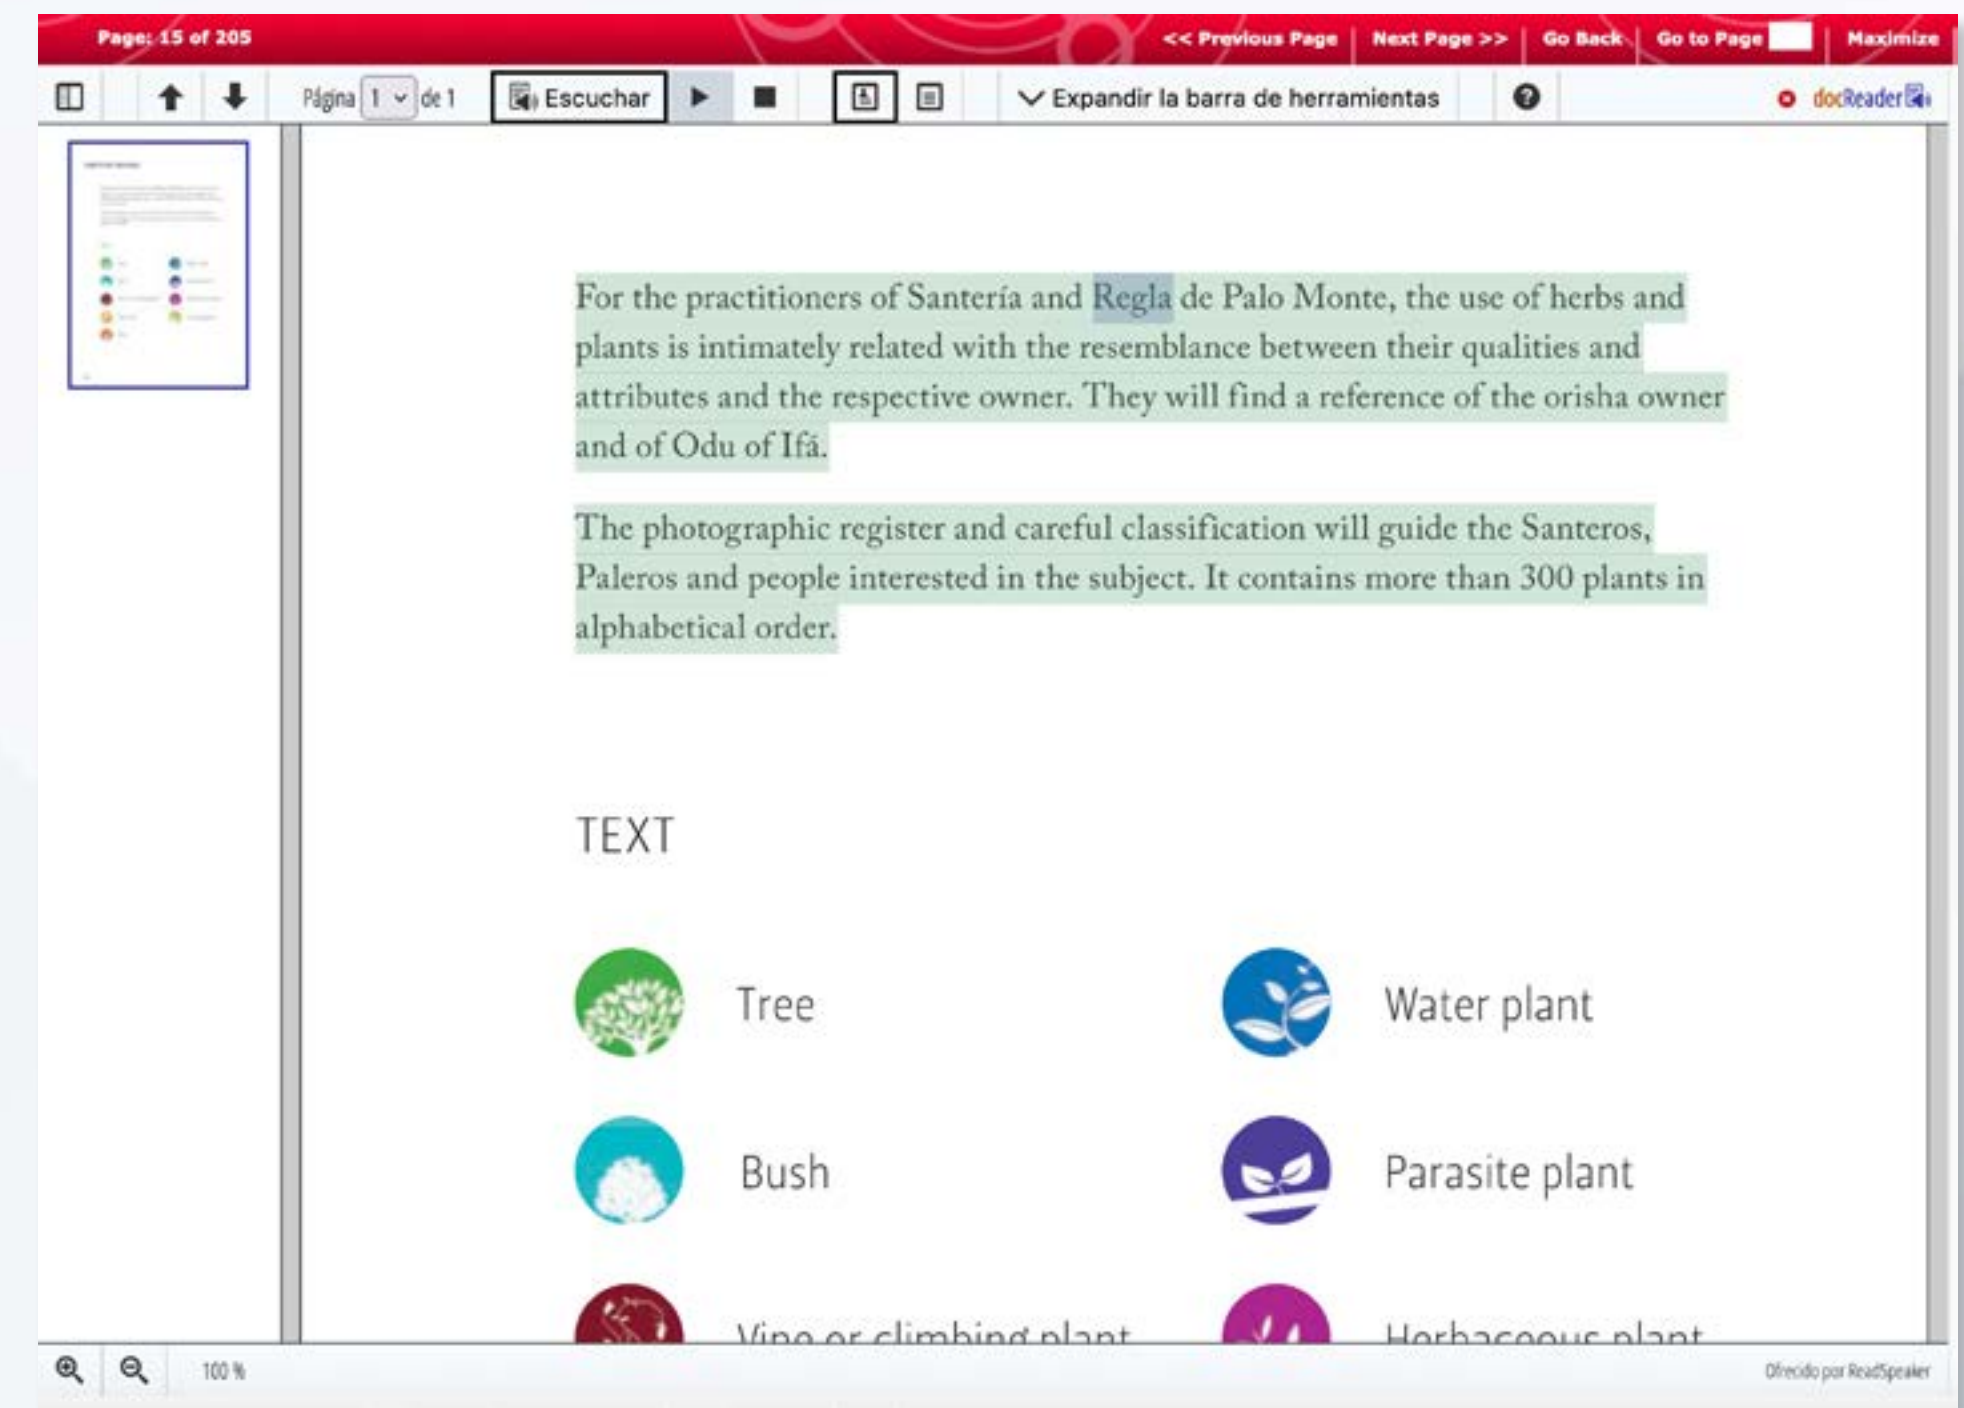 Page: 15 of 205
<< Previous Page
Next Page >>
Go Back
Go to Page
Maximize
Página 1 de 1
Escuchar
Expandir la barra de herramientas
?
docReader
For the practitioners of Santería and Regla de Palo Monte, the use of herbs and
plants is intimately related with the resemblance between their qualities and
attributes and the respective owner. They will find a reference of the orisha owner
and of Odu of Ifá.
The photographic register and careful classification will guide the Santeros,
Paleros and people interested in the subject. It contains more than 300 plants in
alphabetical order.
TEXT
Tree
Water plant
Bush
Parasite plant
Vine or climbing plant
Herbaceous plant
100 %
Ofrecido por ReadSpeaker